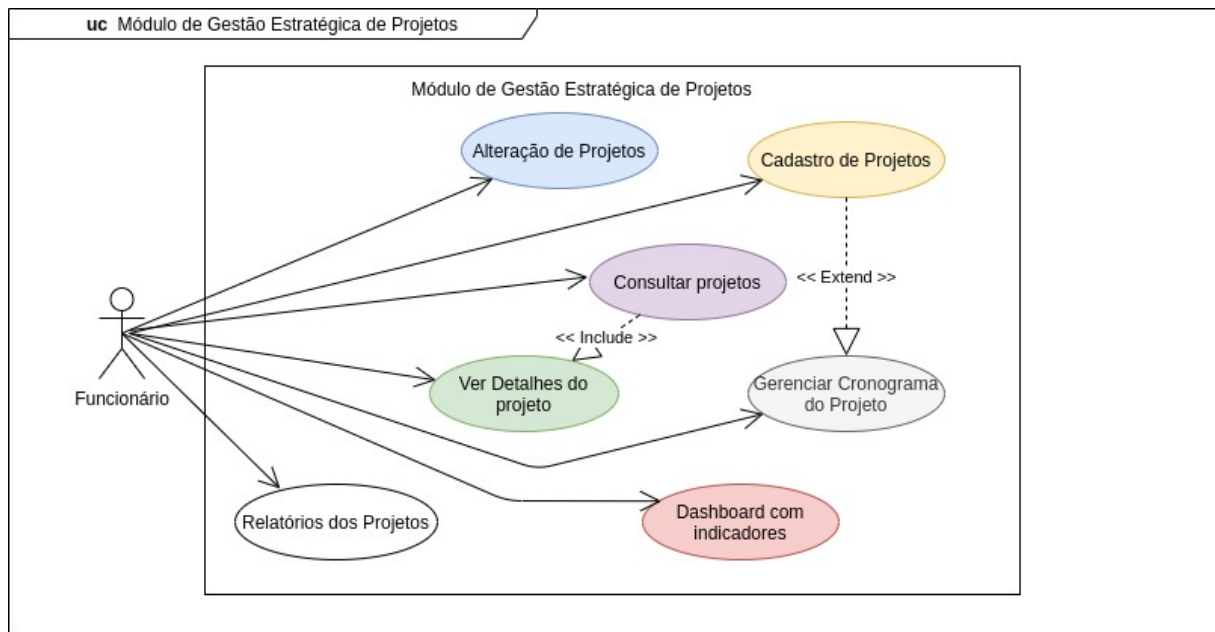 uc Módulo de Gestão Estratégica de Projetos
Módulo de Gestão Estratégica de Projetos
Alteração de Projetos
Cadastro de Projetos
Consultar projetos
<< Extend >>
<< Include >>
Funcionário
Ver Detalhes do
projeto
Gerenciar Cronograma
do Projeto
Relatórios dos Projetos
Dashboard com
indicadores